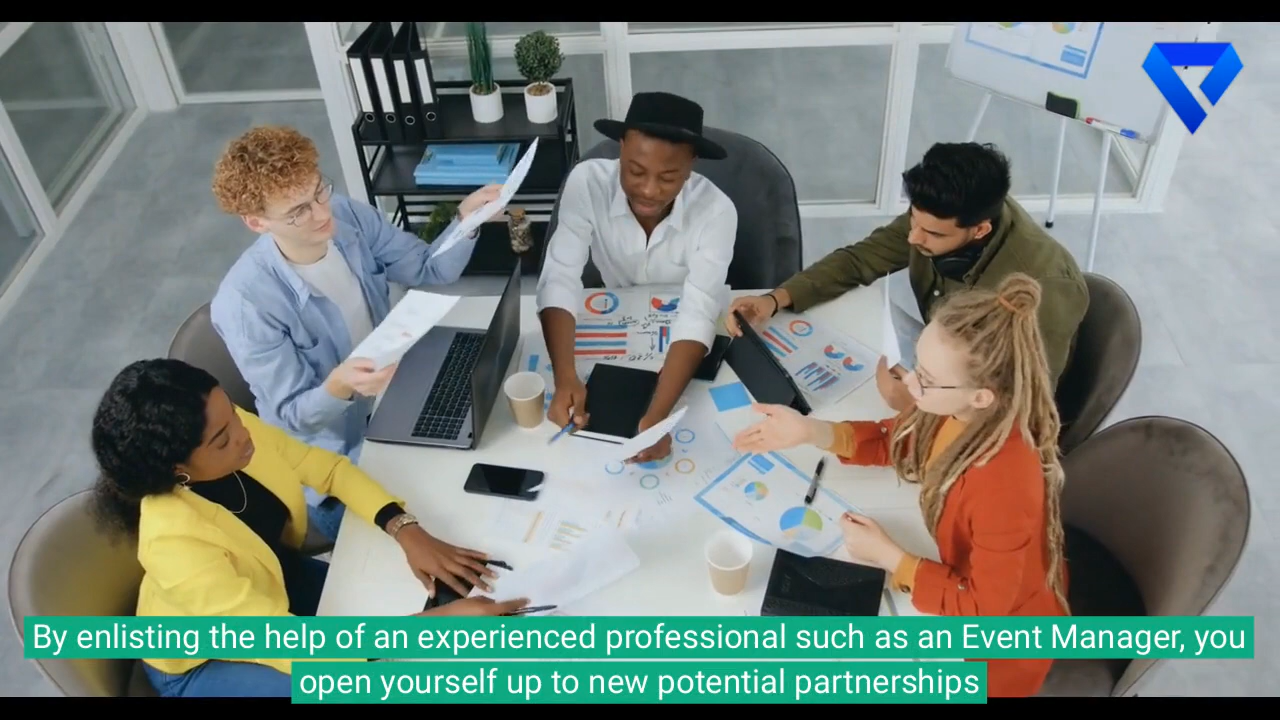 By enlisting the help of an experienced professional such as an Event Manager, you
open yourself up to new potential partnerships